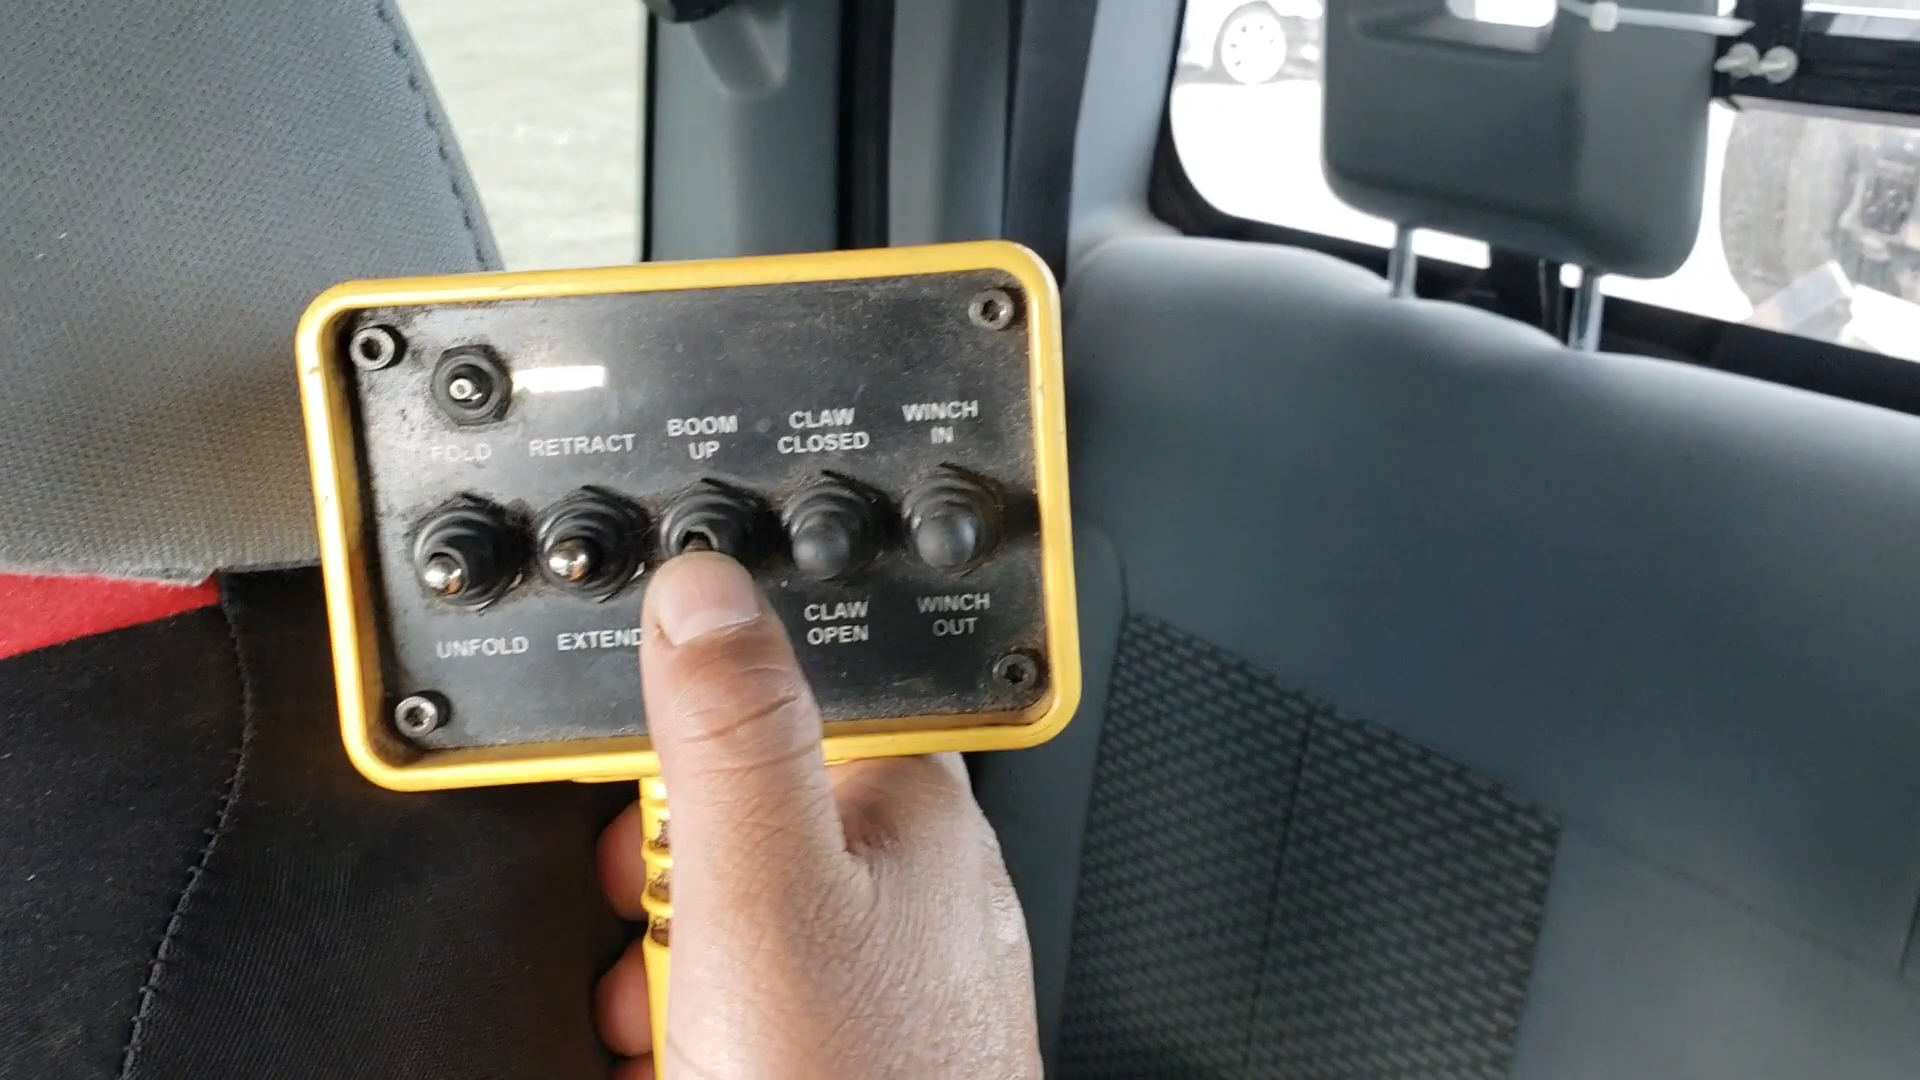 FOLD
RETRACT
BOOM
UP
CLAW
CLOSED
WINCH
IN
UNFOLD
EXTEND
CLAW
OPEN
WINCH
OUT